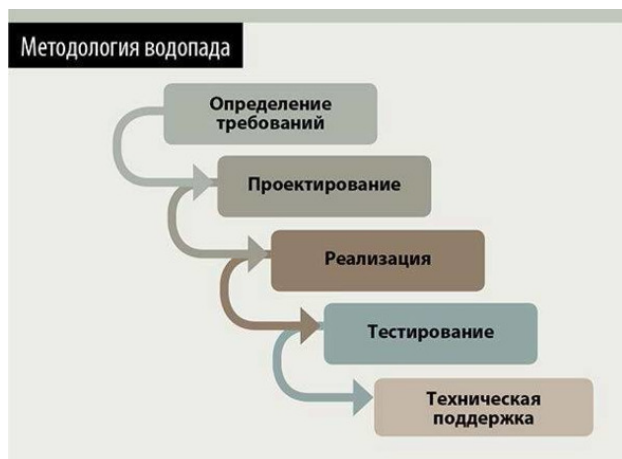 Методология водопада
Определение
требований
Проектирование
Реализация
Тестирование
Техническая
поддержка